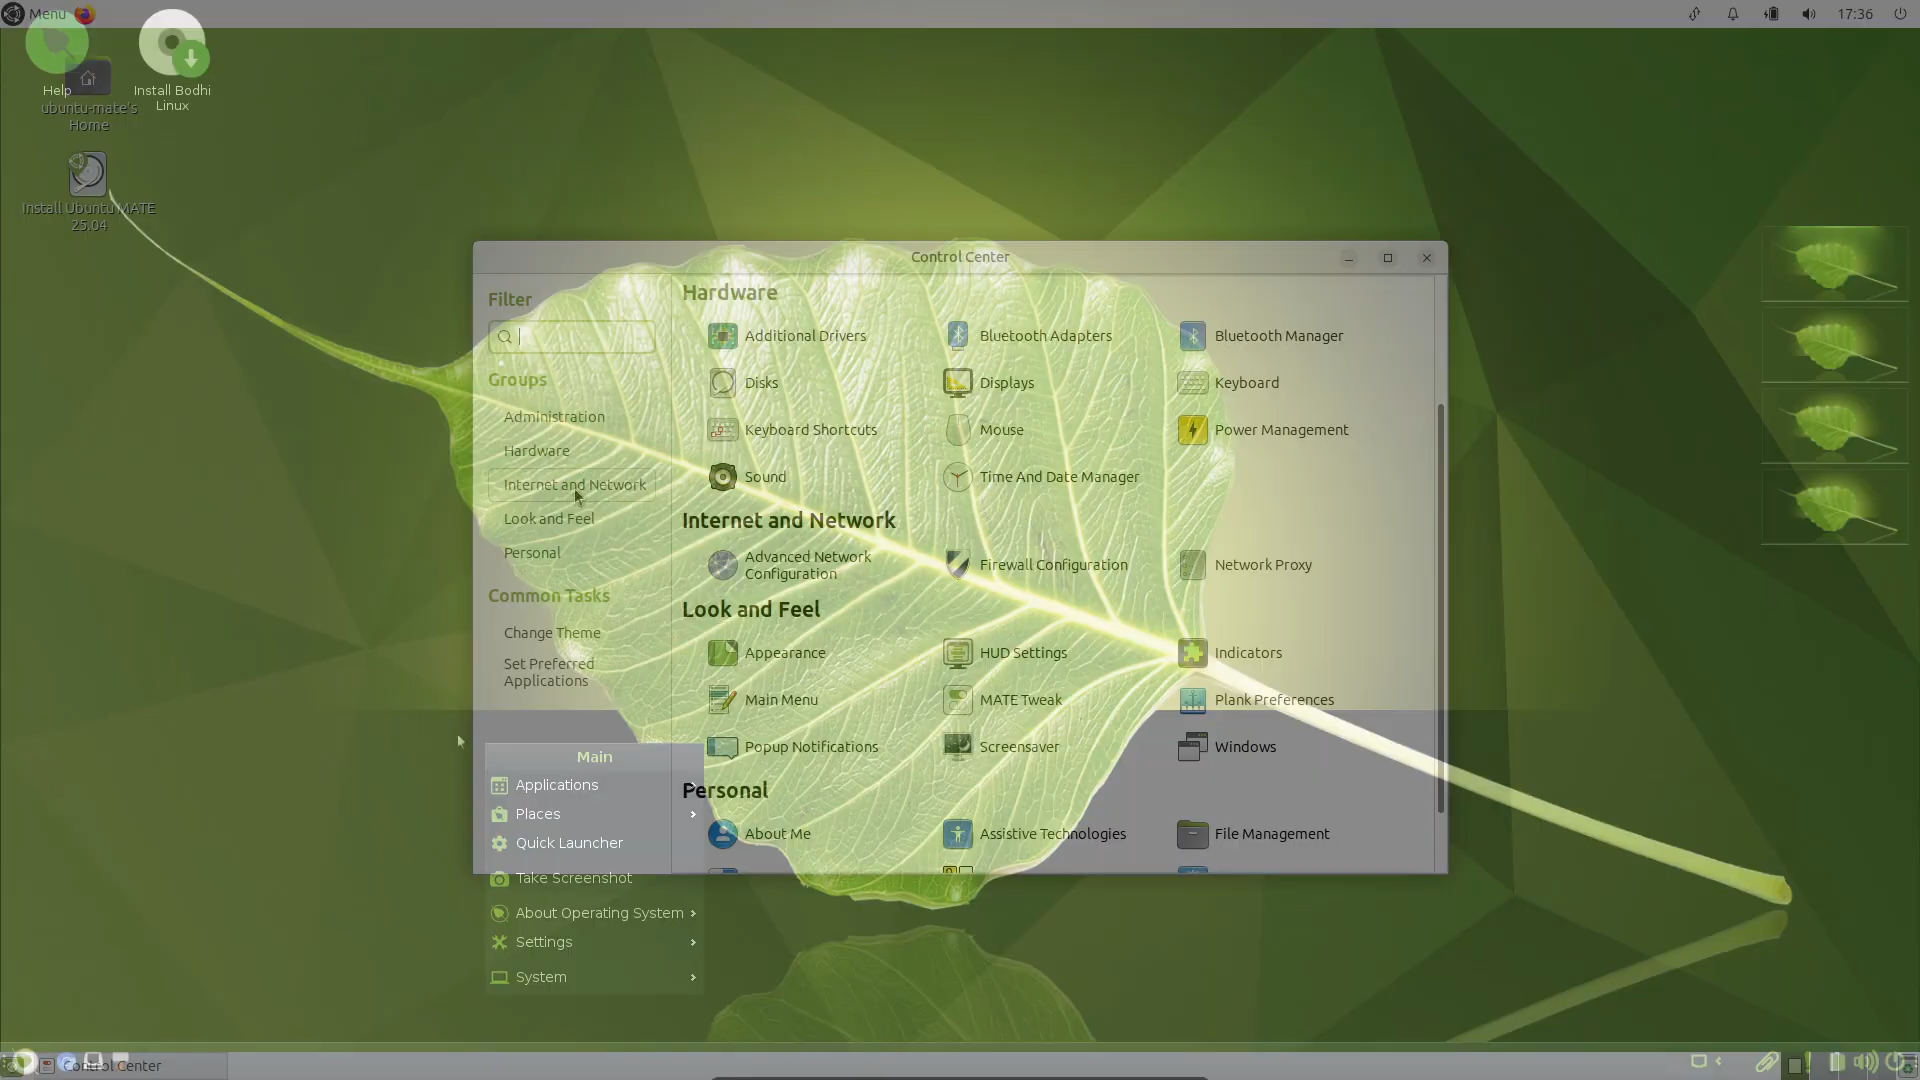 Menu
17:36
Help
Install Bodhi
Linux
ubuntu-mate's
Home
Install Ubuntu MATE
25.04
Control Center
Filter
Groups
Administration
Hardware
Internet and Network
Look and Feel
Personal
Common Tasks
Change Theme
Set Preferred
Applications
Hardware
Additional Drivers
Bluetooth Adapters
Bluetooth Manager
Disks
Displays
Keyboard
Keyboard Shortcuts
Mouse
Power Management
Sound
Time And Date Manager
Internet and Network
Advanced Network
Configuration
Firewall Configuration
Network Proxy
Look and Feel
Appearance
HUD Settings
Indicators
Main Menu
MATE Tweak
Plank Preferences
Popup Notifications
Screensaver
Windows
Personal
About Me
Assistive Technologies
File Management
Main
Applications
Places
Quick Launcher
Take Screenshot
About Operating System
Settings
System
Control Center